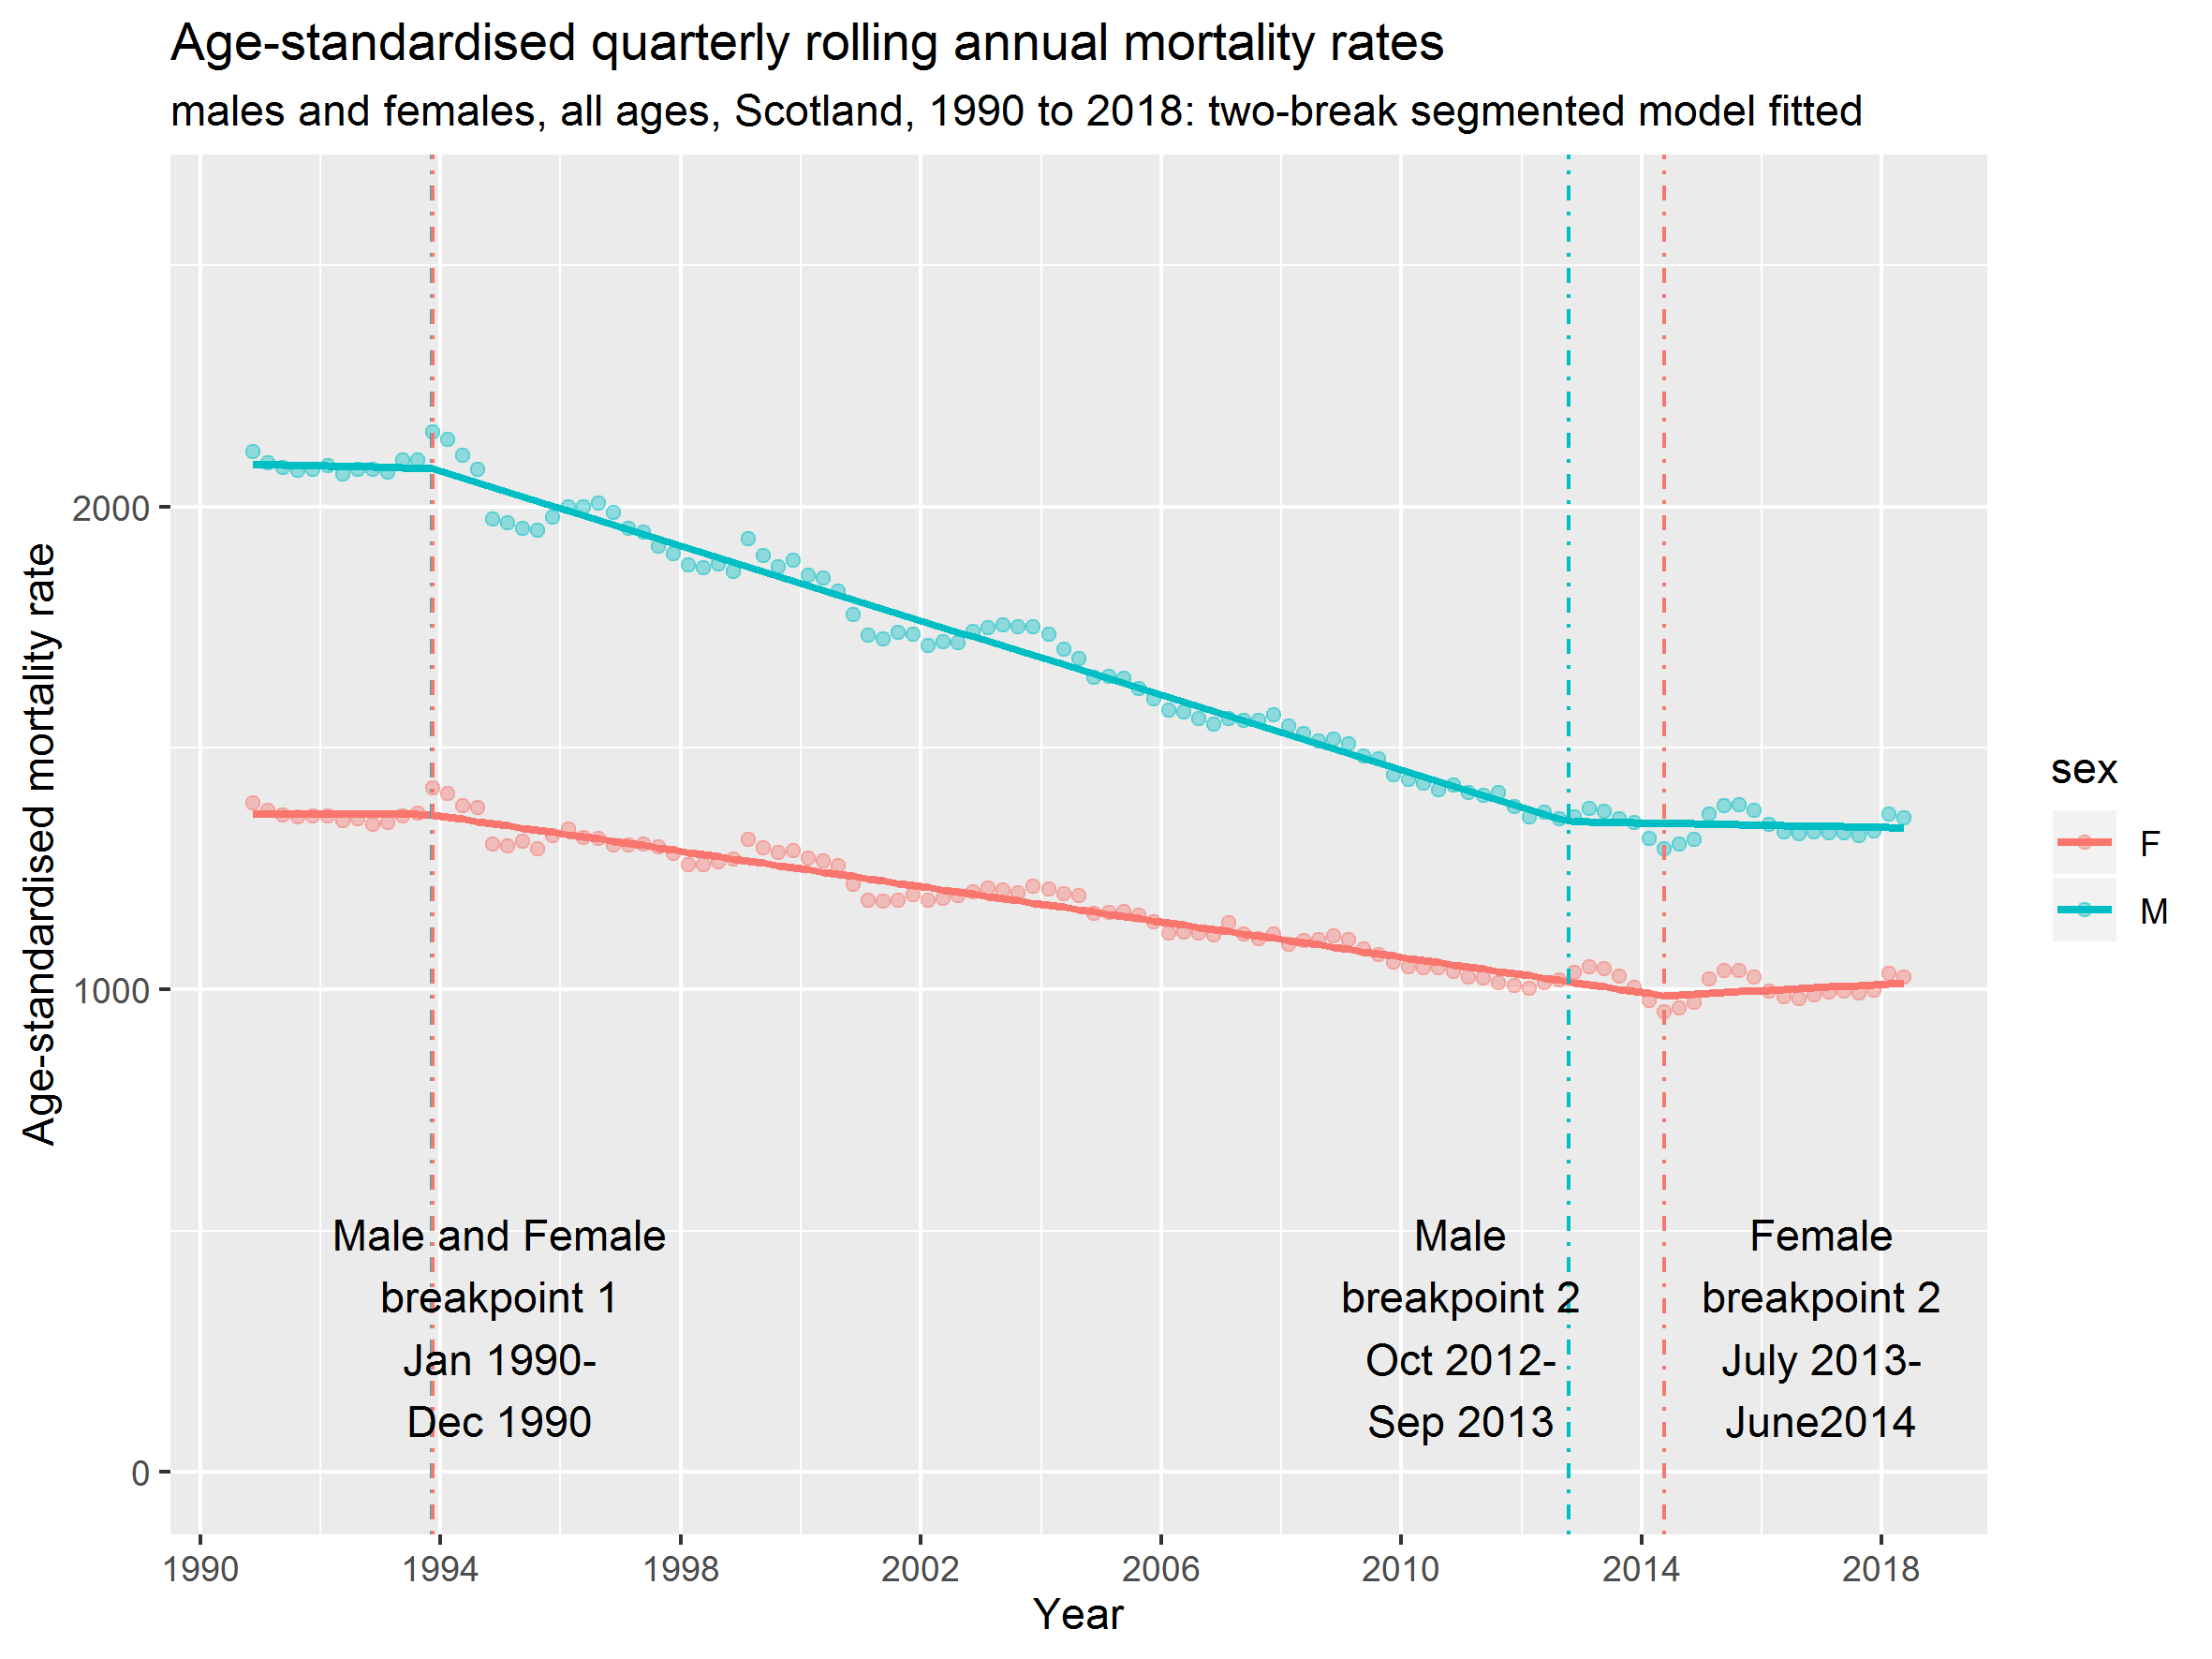 Age-standardised quarterly rolling annual mortality rates
males and females, all ages, Scotland, 1990 to 2018: two-break segmented model fitted
Age-standardised mortality rate
2000
1000
0
Male and Female
breakpoint 1
Jan 1990-
Dec 1990
Male
breakpoint 2
Oct 2012-
Sep 2013
Female
breakpoint 2
July 2013-
June2014
1990 1994 1998 2002 2006 2010 2014 2018
Year
sex
F
M